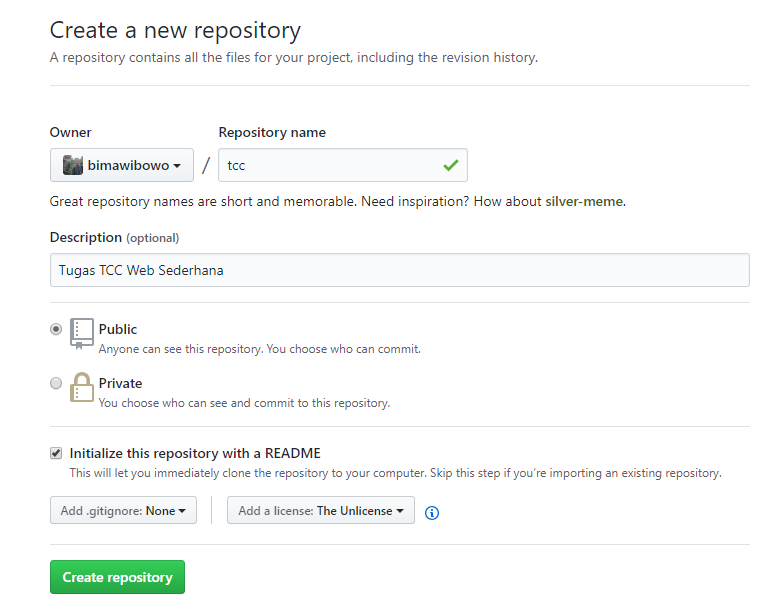 Create a new repository
A repository contains all the files for your project, including the revision history.
Owner Repository name
bimawibowo / tcc
Great repository names are short and memorable. Need inspiration? How about silver-meme.
Description (optional)
Tugas TCC Web Sederhana
Public
Anyone can see this repository. You choose who can commit.
Private
You choose who can see and commit to this repository.
Initialize this repository with a README
This will let you immediately clone the repository to your computer. Skip this step if you're importing an existing repository.
Add .gitignore: None Add a license: The Unlicense
Create repository